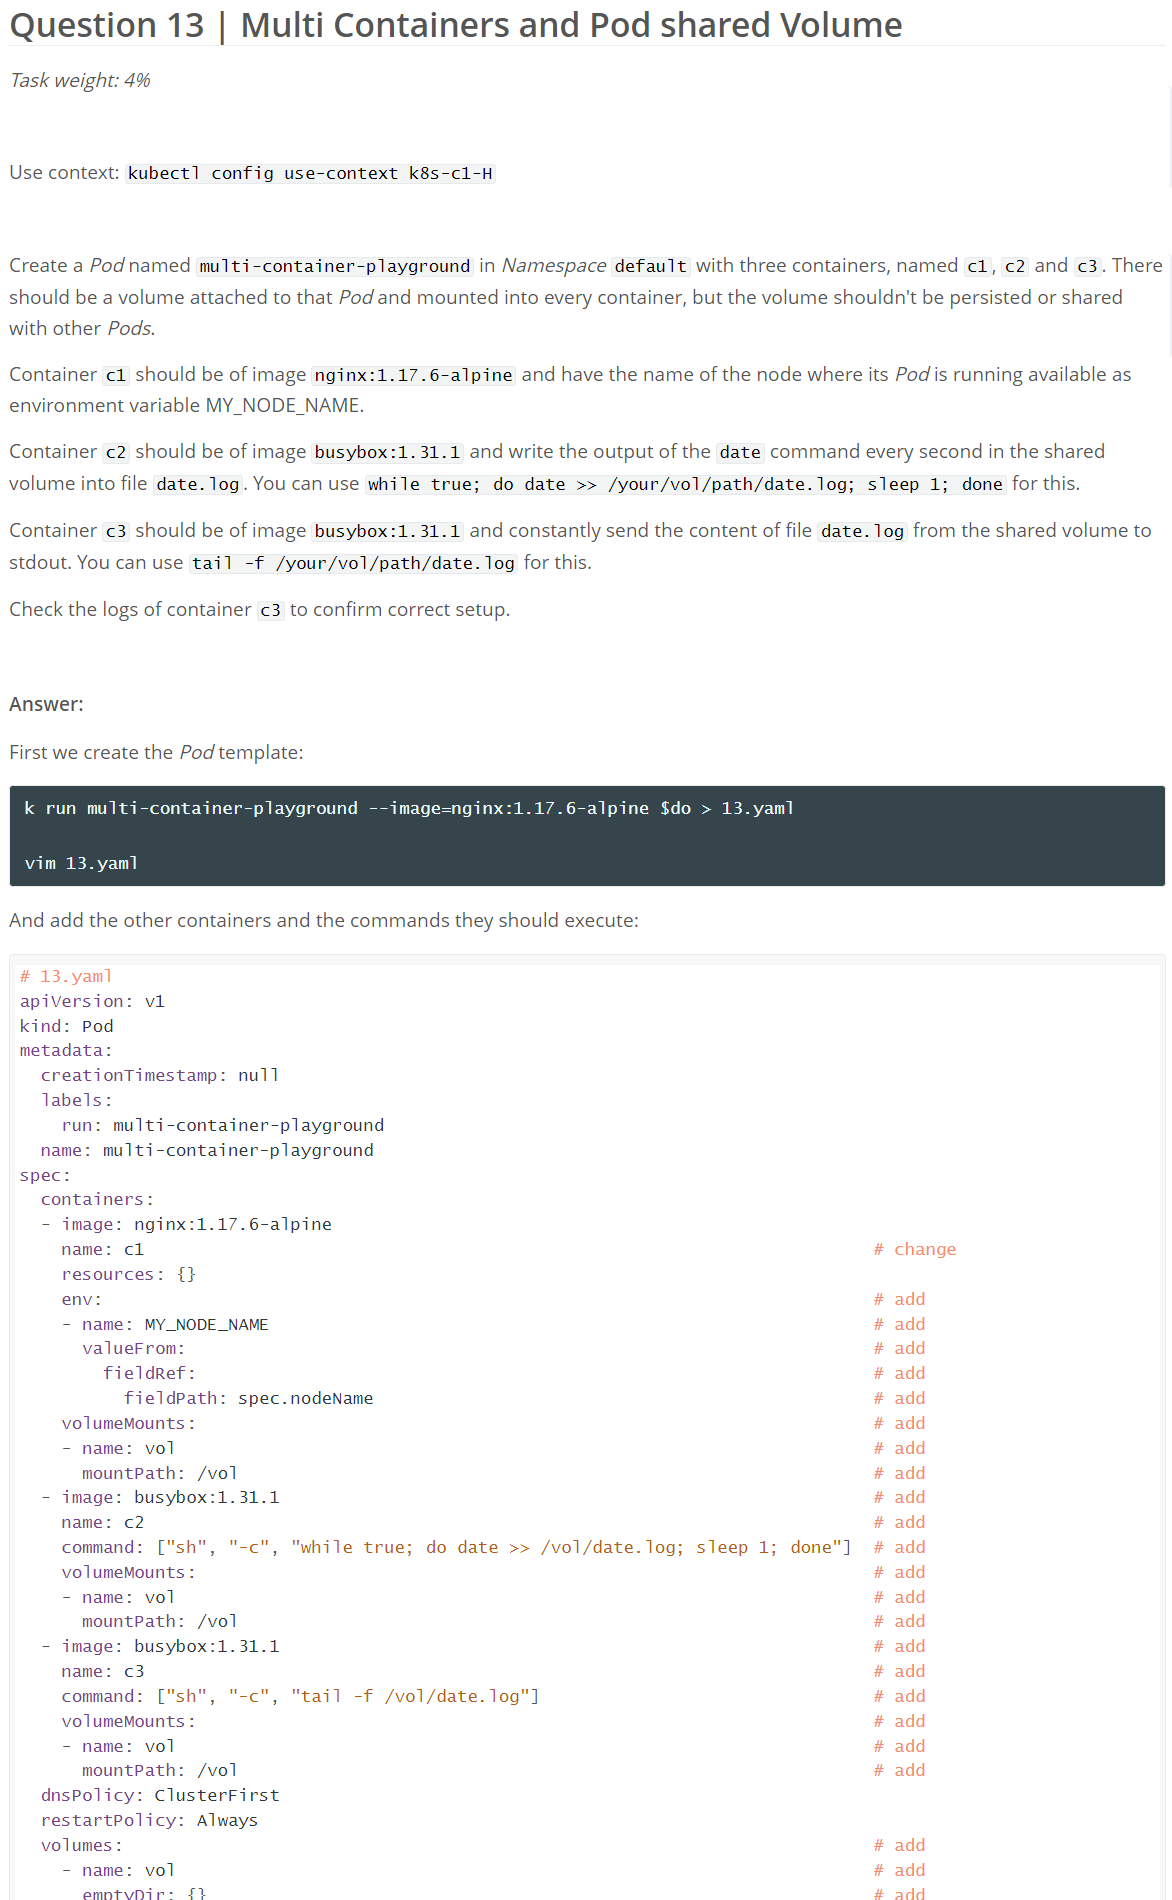 Question 13 | Multi Containers and Pod shared Volume
Task weight: 4%
Use context: kubectl config use-context k8s-c1-H
Create a Pod named multi-container-playground in Namespace default with three containers, named c1, c2 and c3. There
should be a volume attached to that Pod and mounted into every container, but the volume shouldn't be persisted or shared
with other Pods.
Container c1 should be of image nginx:1.17.6-alpine and have the name of the node where its Pod is running available as
environment variable MY_NODE_NAME.
Container c2 should be of image busybox:1.31.1 and write the output of the date command every second in the shared
volume into file date.log. You can use while true; do date >> /your/vol/path/date.log; sleep 1; done for this.
Container c3 should be of image busybox:1.31.1 and constantly send the content of file date.log from the shared volume to
stdout. You can use tail -f /your/vol/path/date.log for this.
Check the logs of container c3 to confirm correct setup.
Answer:
First we create the Pod template:
k run multi-container-playground --image=nginx:1.17.6-alpine $do > 13.yaml
vim 13.yaml
And add the other containers and the commands they should execute:
# 13.yaml
apiVersion: v1
kind: Pod
metadata:
  creationTimestamp: null
  labels:
    run: multi-container-playground
  name: multi-container-playground
spec:
  containers:
  - image: nginx:1.17.6-alpine
    name: c1 # change
    resources: {}
    env: # add
    - name: MY_NODE_NAME # add
      valueFrom: # add
        fieldRef: # add
          fieldPath: spec.nodeName # add
    volumeMounts: # add
    - name: vol # add
      mountPath: /vol # add
  - image: busybox:1.31.1 # add
    name: c2 # add
    command: ["sh", "-c", "while true; do date >> /vol/date.log; sleep 1; done"] # add
    volumeMounts: # add
    - name: vol # add
      mountPath: /vol # add
  - image: busybox:1.31.1 # add
    name: c3 # add
    command: ["sh", "-c", "tail -f /vol/date.log"] # add
    volumeMounts: # add
    - name: vol # add
      mountPath: /vol # add
  dnsPolicy: ClusterFirst
  restartPolicy: Always
  volumes: # add
    - name: vol # add
      emptyDir: {} # add